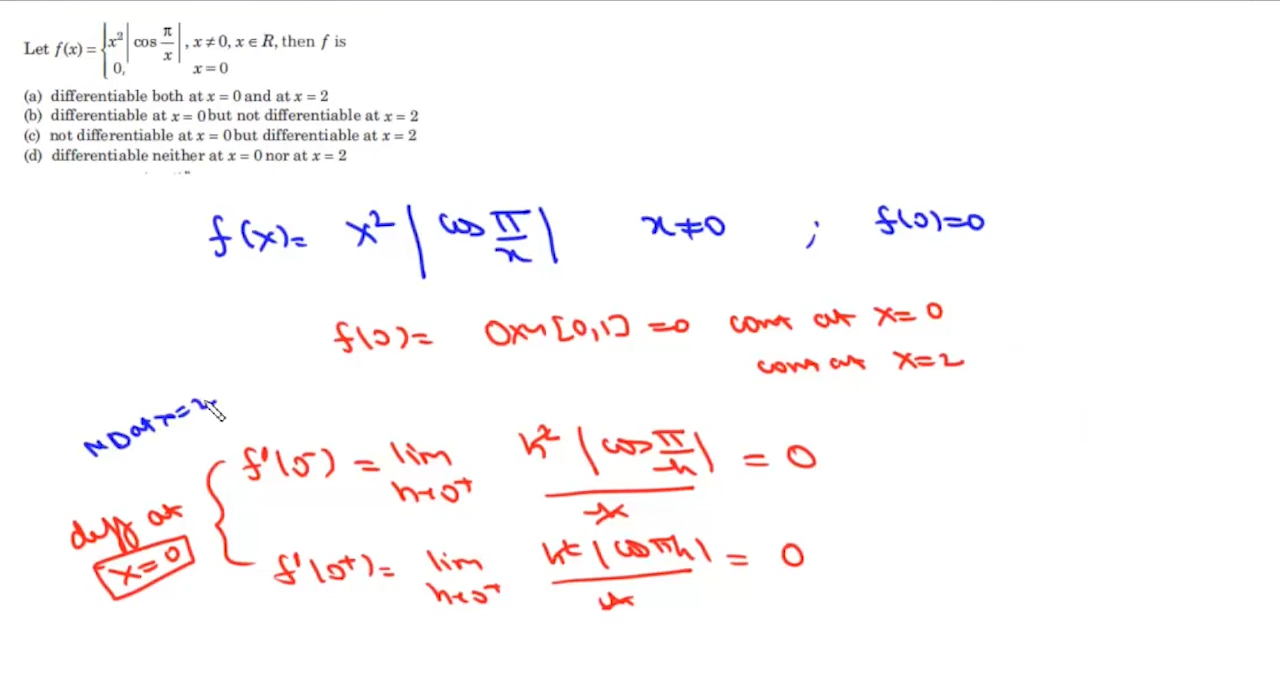 Let f(x) = { x² | cos π/x | , x ≠ 0, x ∈ R, then f is
0, x = 0
(a) differentiable both at x = 0 and at x = 2
(b) differentiable at x = 0 but not differentiable at x = 2
(c) not differentiable at x = 0 but differentiable at x = 2
(d) differentiable neither at x = 0 nor at x = 2
f(x) = x² | cos π/x | x ≠ 0 ; f(0)=0
f(0) = 0x [0,1] = 0 cont at x = 0
cont at x = 2
ND at x = 2
f'(0⁻) = lim h→0⁺ h² | cos π/-h | / -h = 0
diff at x = 0
f'(0⁺) = lim h→0⁺ h² | cos π/h | / h = 0